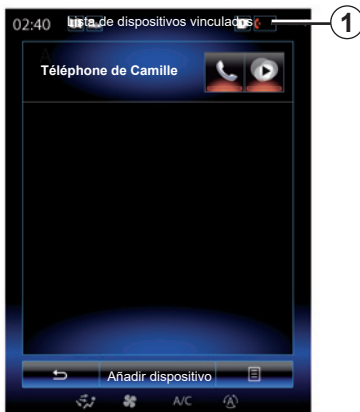 02:40 Lista de dispositivos vinculados
1
Téléphone de Camille
Añadir dispositivo
A/C